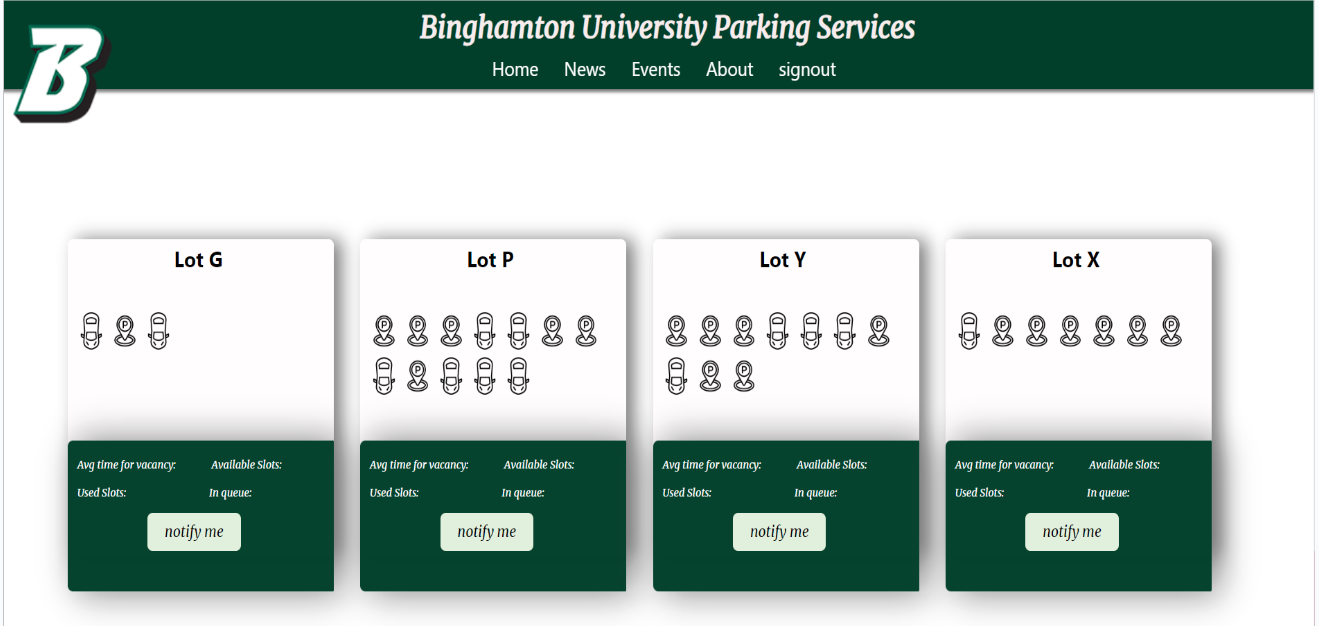 Binghamton University Parking Services
B
Home News Events About signout
Lot G
P
Avg time for vacancy: Available Slots:
Used Slots: In queue:
notify me
Lot P
P P P P P
P
Avg time for vacancy: Available Slots:
Used Slots: In queue:
notify me
Lot Y
P P P P
P P
Avg time for vacancy: Available Slots:
Used Slots: In queue:
notify me
Lot X
P P P P P P
Avg time for vacancy: Available Slots:
Used Slots: In queue:
notify me